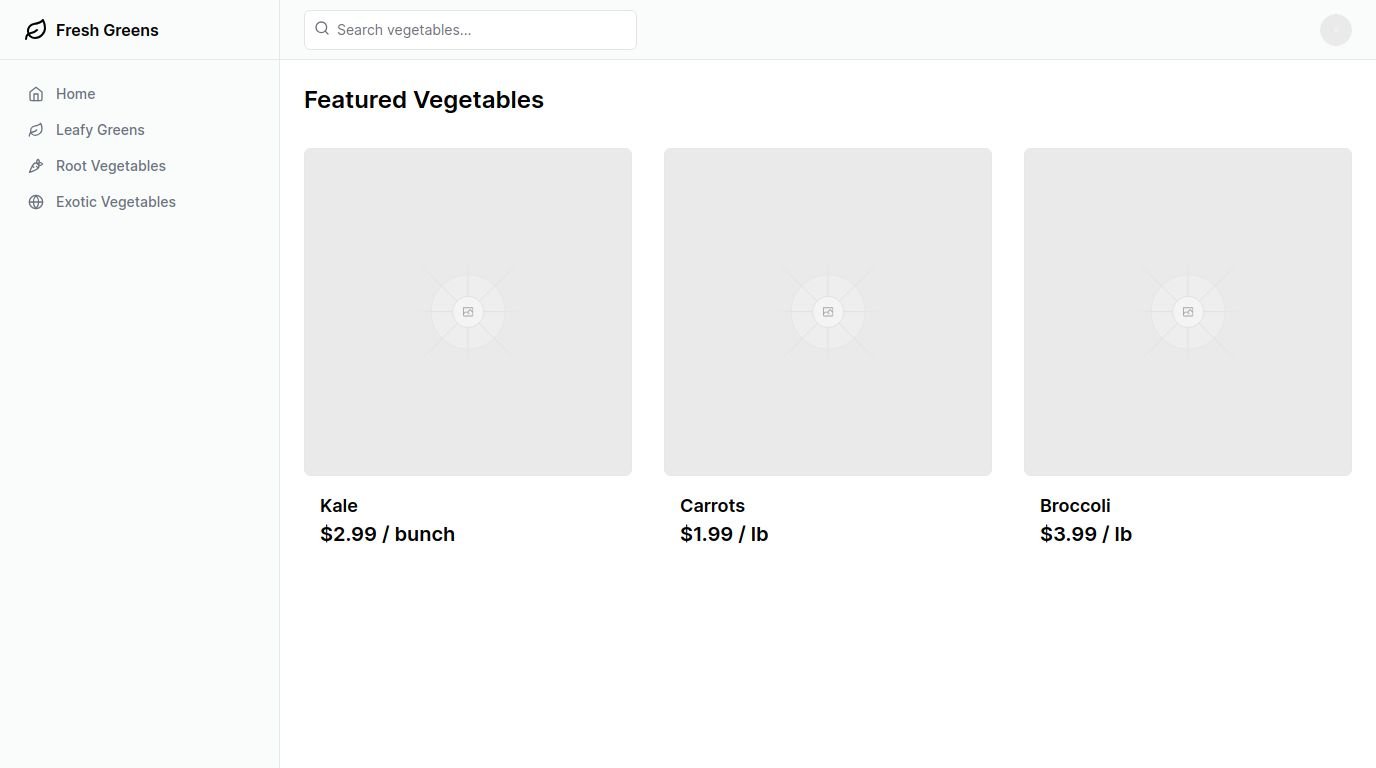 Fresh Greens
Search vegetables...
Home
Leafy Greens
Root Vegetables
Exotic Vegetables
Featured Vegetables
Kale
$2.99 / bunch
Carrots
$1.99 / lb
Broccoli
$3.99 / lb